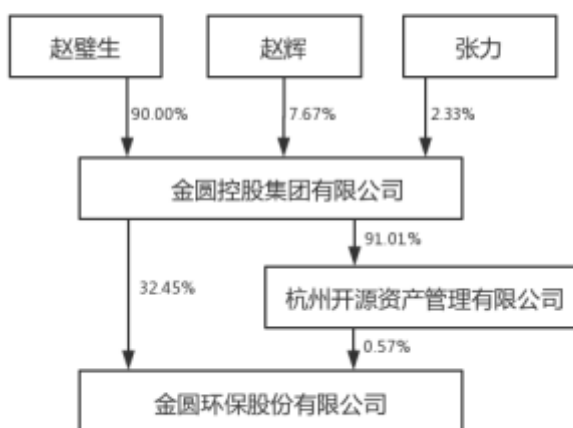 赵璧生
赵辉
张力
90.00%
7.67%
2.33%
金圆控股集团有限公司
91.01%
32.45%
杭州开源资产管理有限公司
0.57%
金圆环保股份有限公司